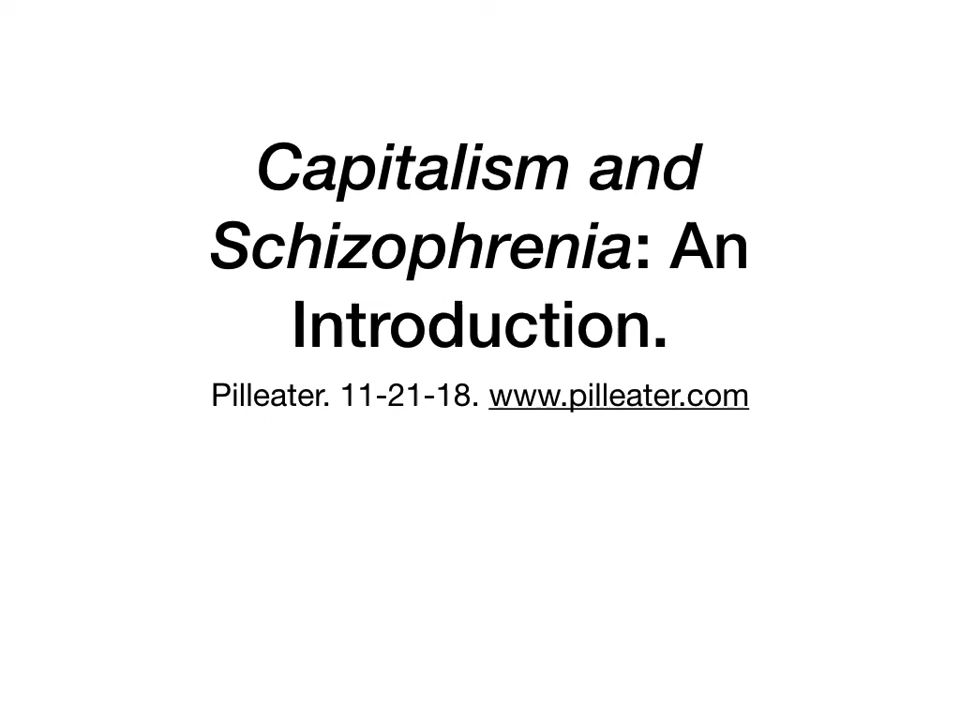 Capitalism and
Schizophrenia: An
Introduction.
Pilleater. 11-21-18. www.pilleater.com